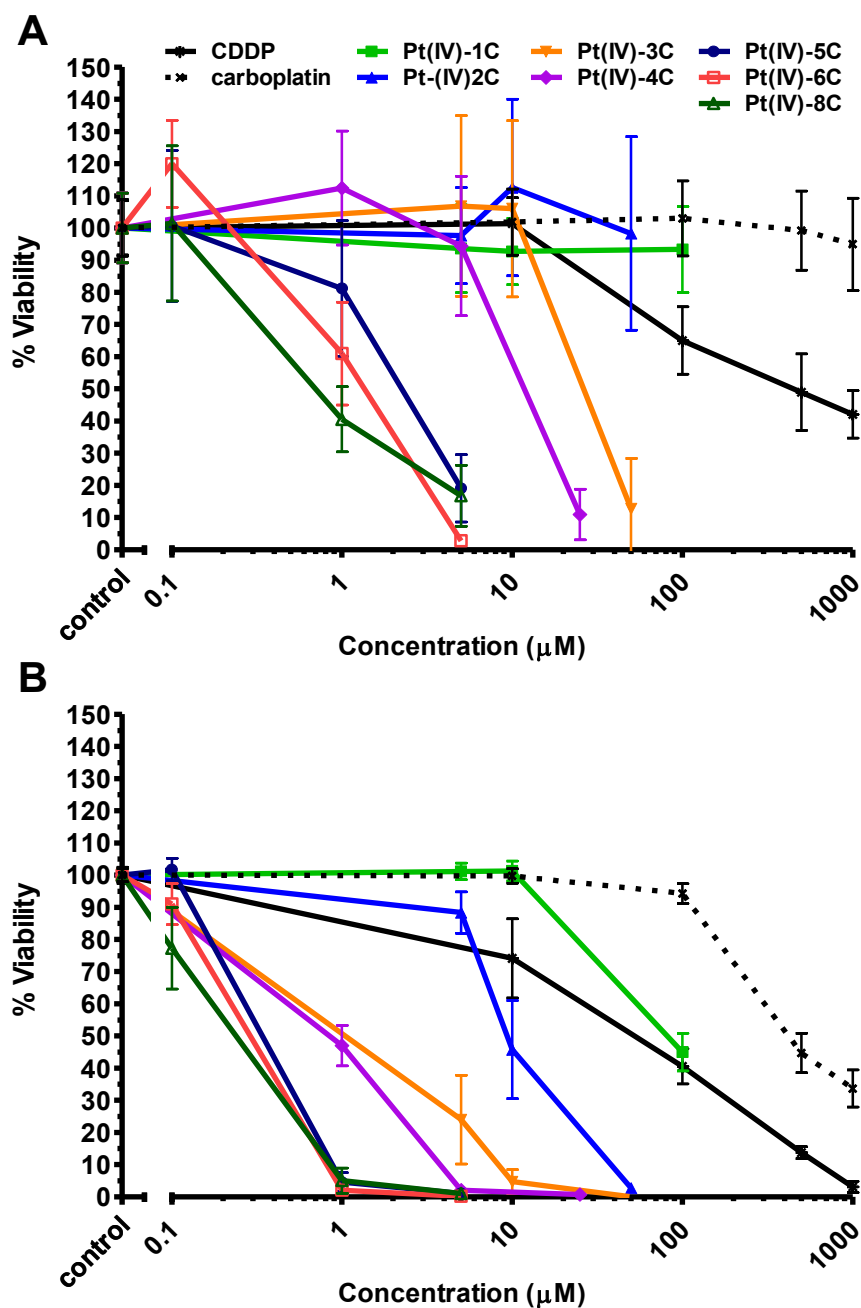 A
CDDP Pt(IV)-1C Pt(IV)-3C Pt(IV)-5C
carboplatin Pt-(IV)2C Pt(IV)-4C Pt(IV)-6C
Pt(IV)-8C
150
140
130
120
110
100
90
80
70
60
50
40
30
20
10
0
% Viability
control 0.1 1 10 100 1000
Concentration (μM)
B
150
140
130
120
110
100
90
80
70
60
50
40
30
20
10
0
% Viability
control 0.1 1 10 100 1000
Concentration (μM)